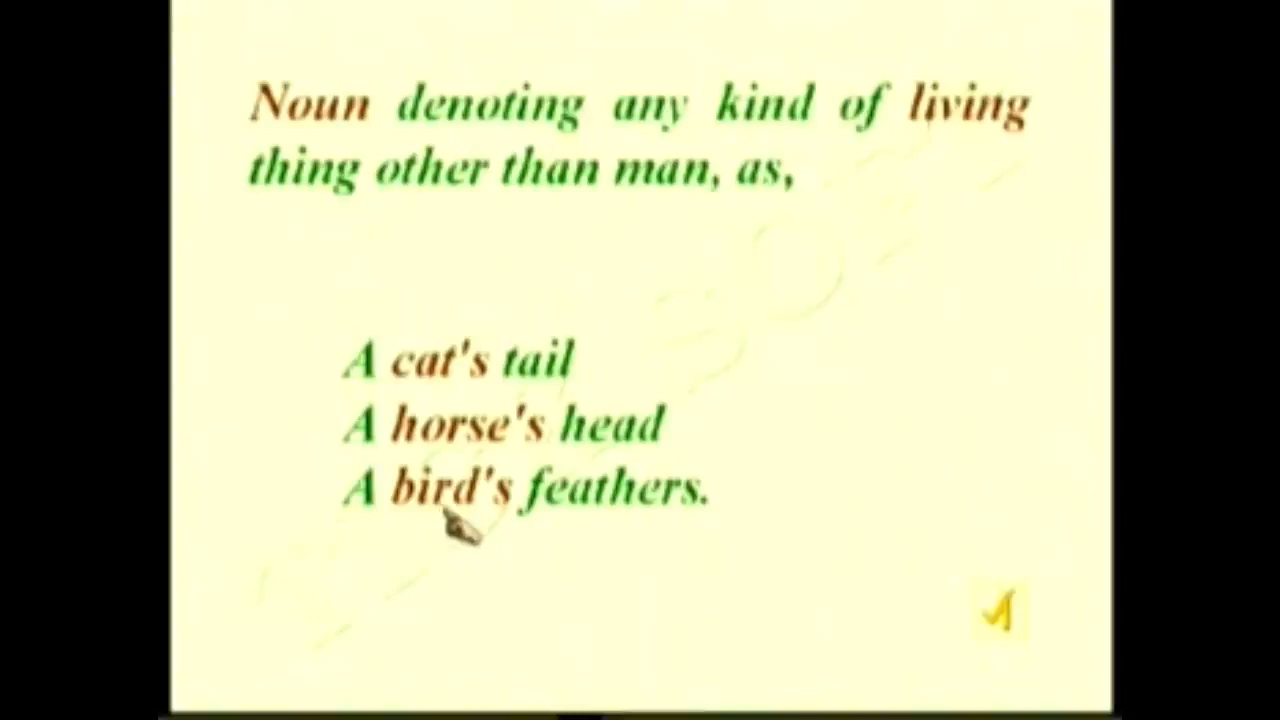 Noun denoting any kind of living
thing other than man, as,
A cat's tail
A horse's head
A bird's feathers.